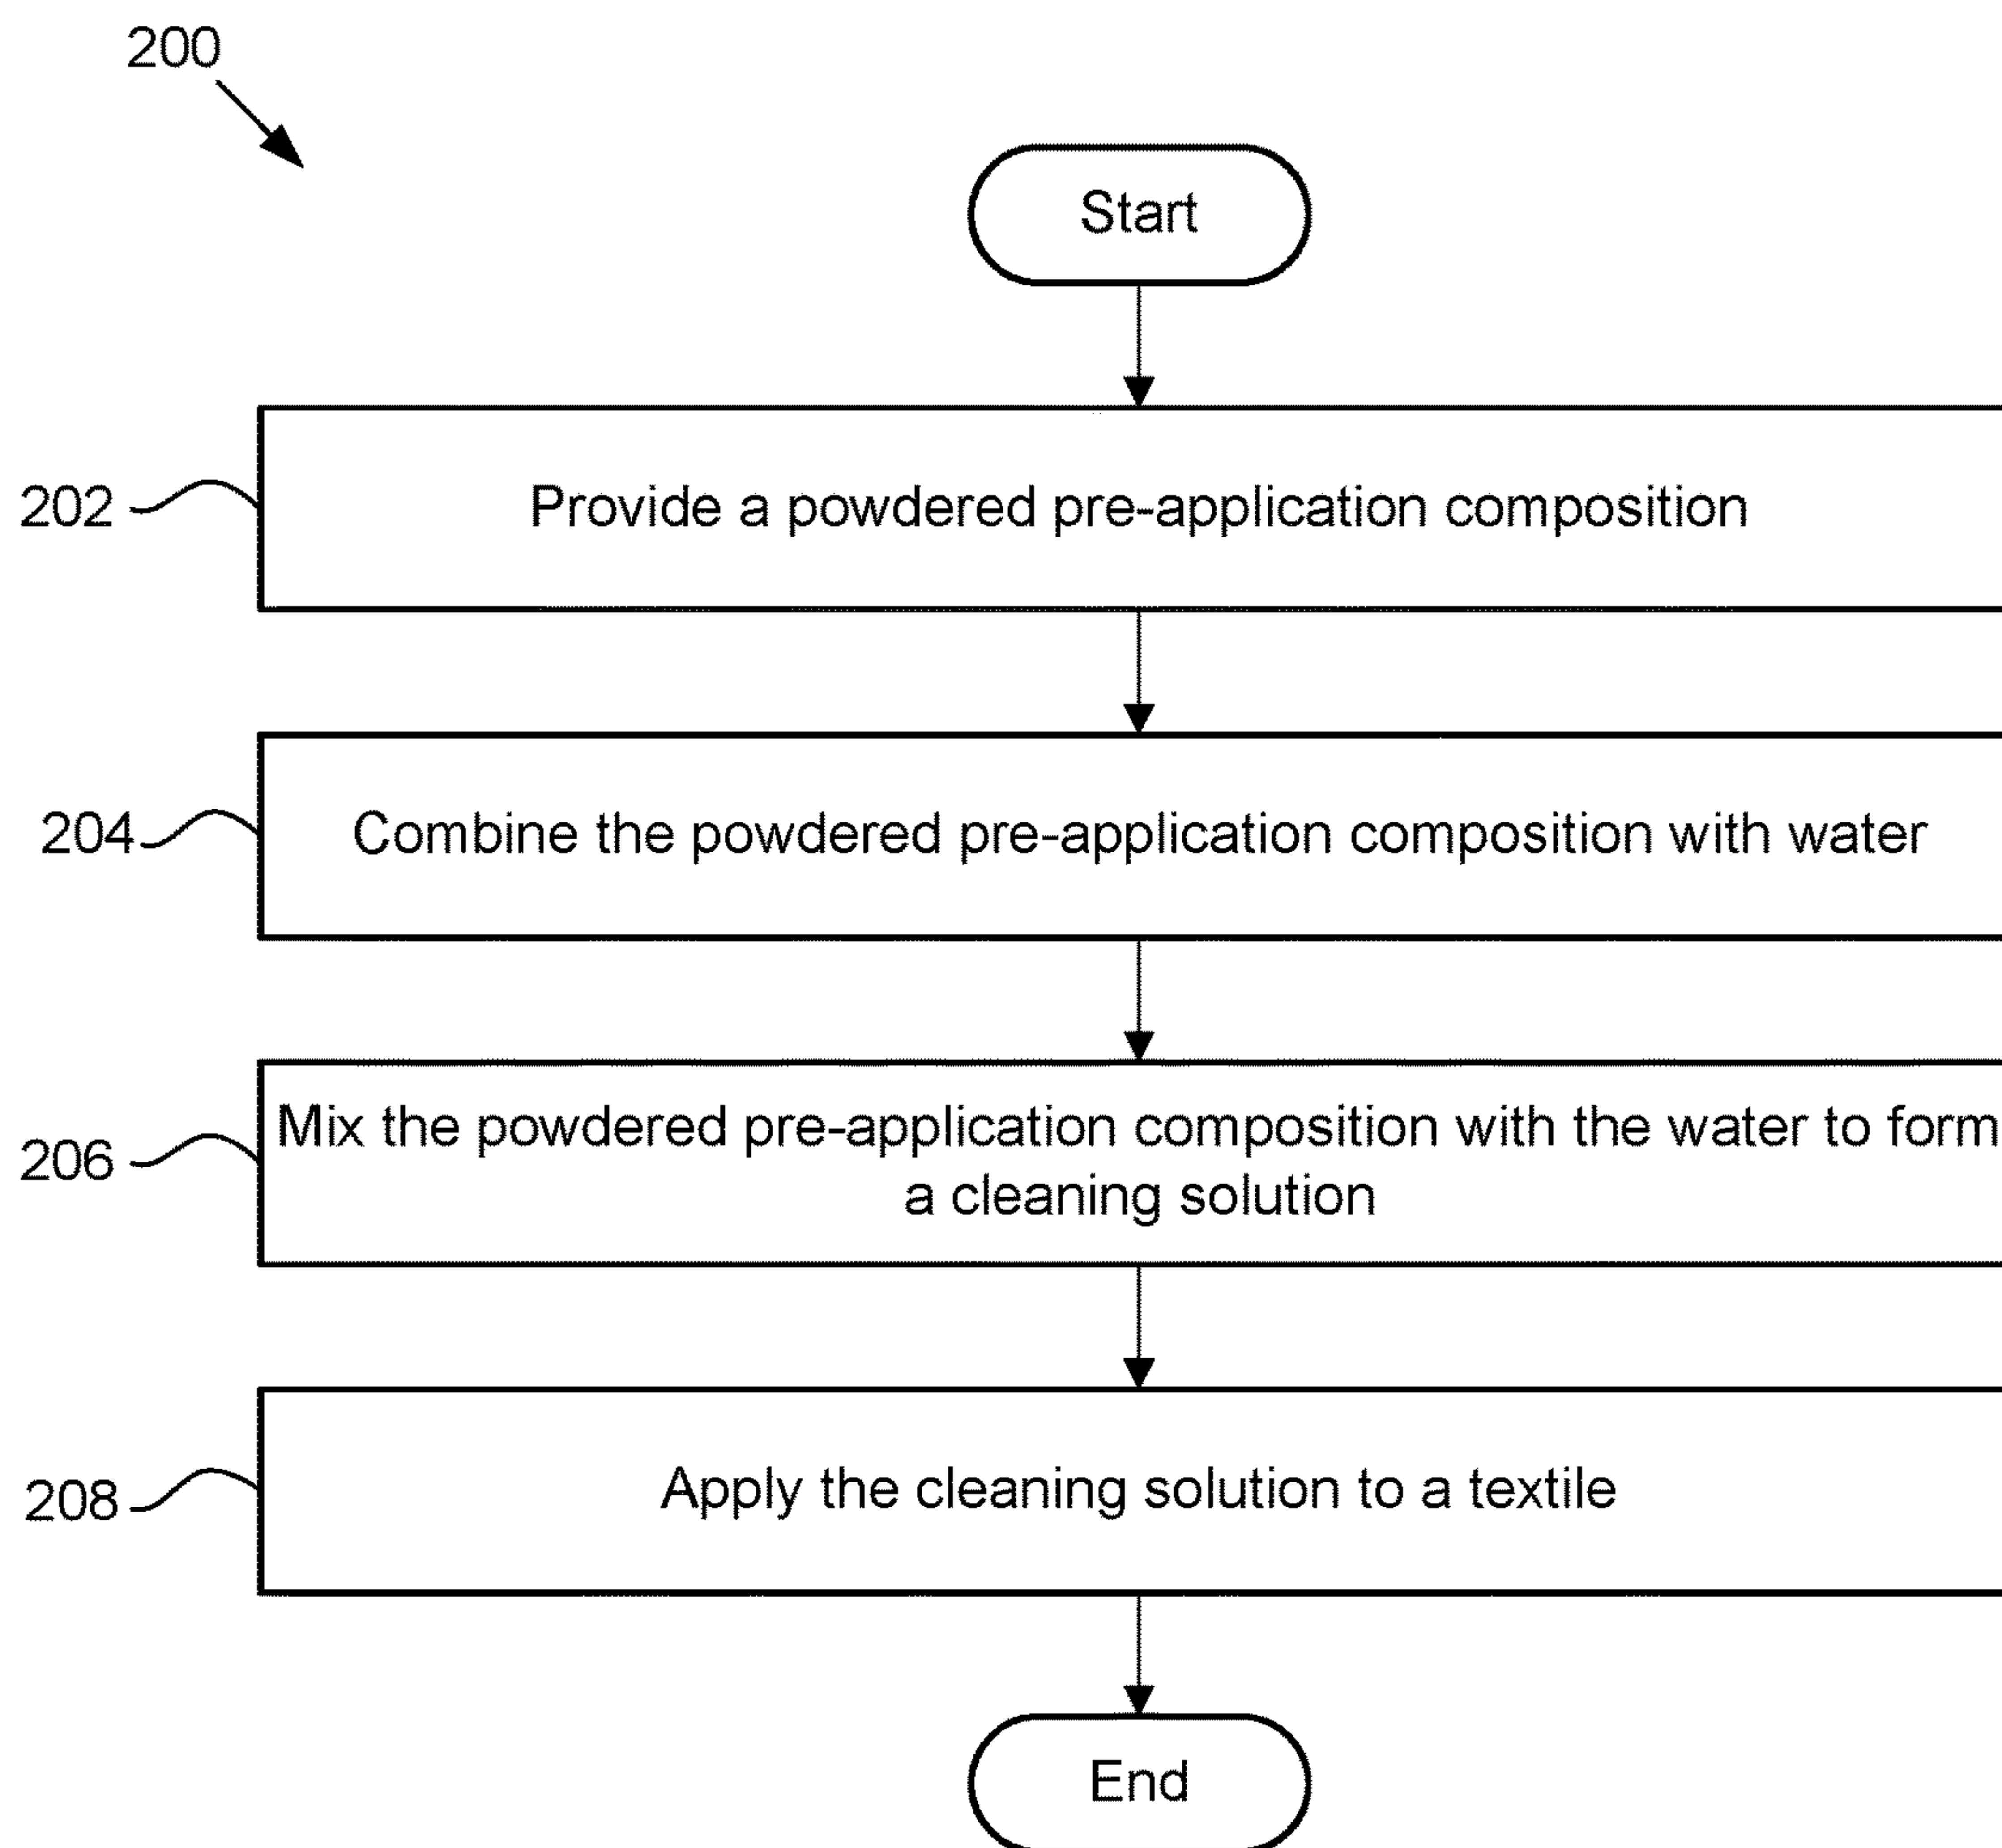 200
Start
202
Provide a powdered pre-application composition
204
Combine the powdered pre-application composition with water
206
Mix the powdered pre-application composition with the water to form
a cleaning solution
208
Apply the cleaning solution to a textile
End